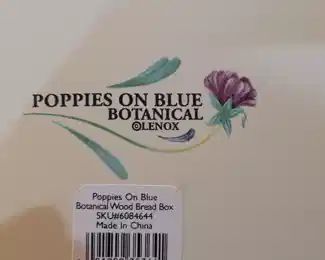 POPPIES ON BLUE
BOTANICAL
LENOX
Poppies On Blue
Botanical Wood Bread Box
SKU#6084644
Made In China